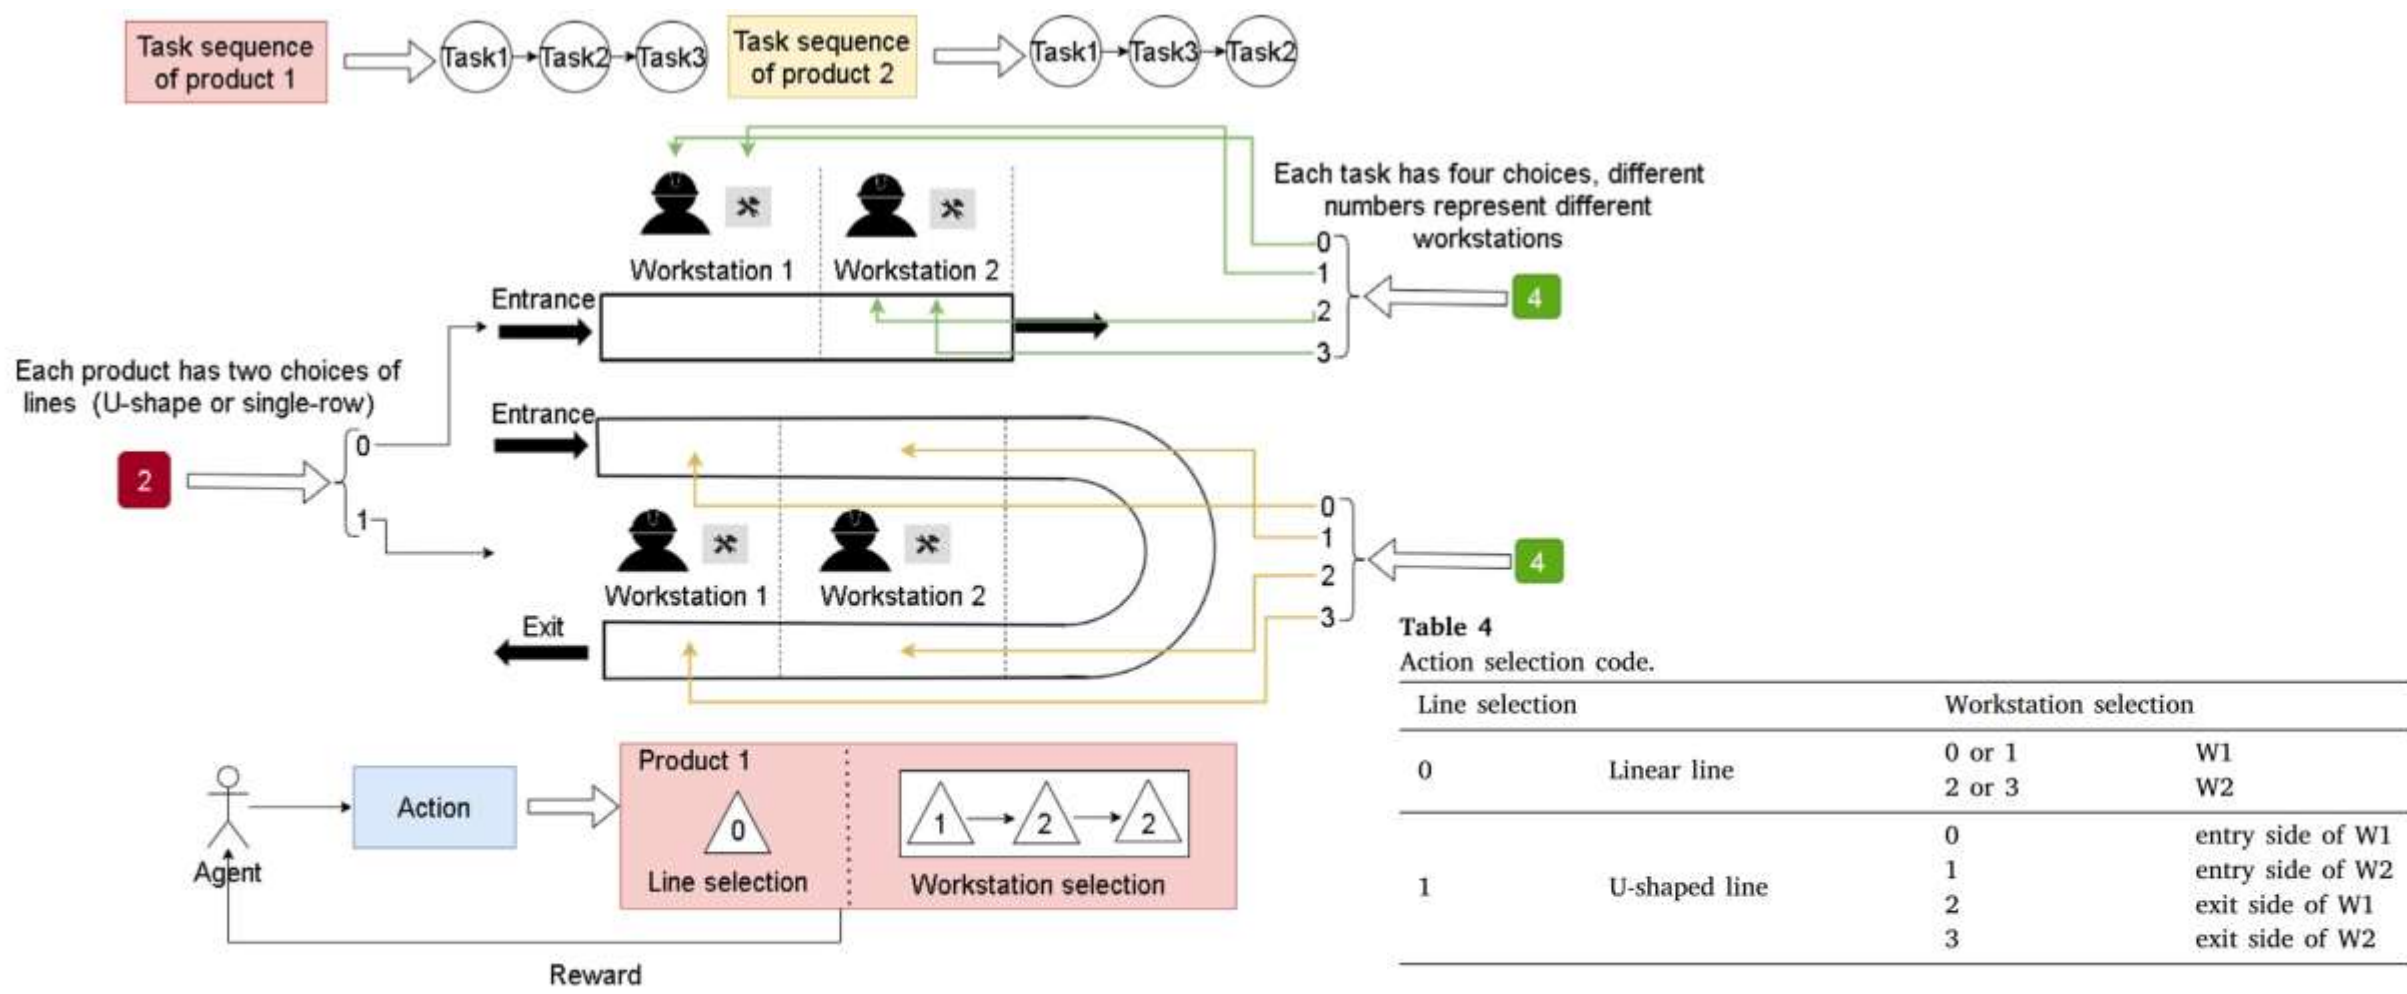 Task sequence
of product 1
Task1
Task2
Task3
Task sequence
of product 2
Task1
Task3
Task2
Workstation 1
Workstation 2
Entrance
Each task has four choices, different
numbers represent different
workstations
0
1
2
3
4
Each product has two choices of
lines (U-shape or single-row)
2
0
1
Entrance
Workstation 1
Workstation 2
Exit
0
1
2
3
4
Agent
Action
Product 1
0
Line selection
1
2
2
Workstation selection
Reward
Table 4
Action selection code.
Line selection Workstation selection
0 Linear line 0 or 1 W1
2 or 3 W2
1 U-shaped line 0 entry side of W1
1 entry side of W2
2 exit side of W1
3 exit side of W2